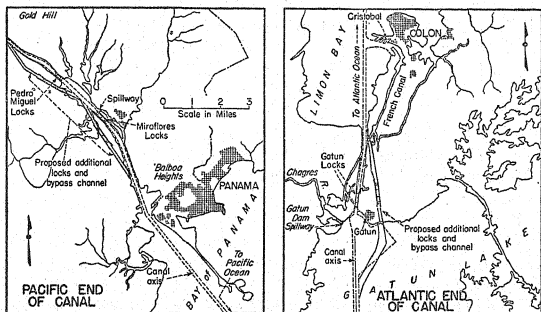 Gold Hill
Pedro
Miguel
Locks
Spillway
0 1 2 3
Scale in Miles
Miraflores
Locks
Proposed additional
locks and
bypass channel
Balboa
Heights
PANAMA
BAY of PANAMA
To
Pacific
Ocean
Canal
axis
PACIFIC END
OF CANAL
Cristobal
COLON
LIMON BAY
To Atlantic Ocean
French Canal
Gatun
Locks
Chagres
R.
Gatun
Dam
Spillway
Gatun
Proposed additional
locks and
bypass channel
Canal
axis
GATUN LAKE
ATLANTIC END
OF CANAL